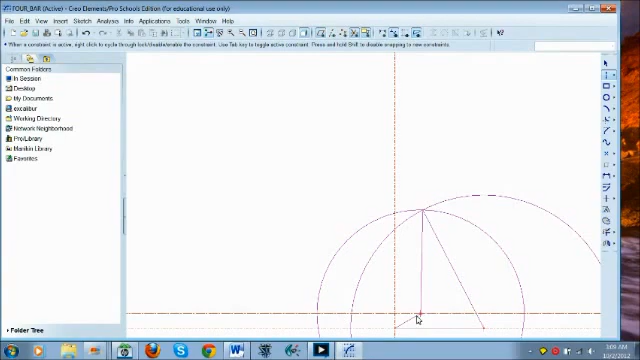 FOUR_BAR (Active) - Creo Elements/Pro Schools Edition (for educational use only)
File Edit View Insert Sketch Analysis Info Applications Tools Window Help
When a constraint is active, right click to cycle through lock/disable/enable the constraint. Use Tab key to toggle active constraint. Press and hold Shift to disable snapping to new constraints.
Common Folders
In Session
Desktop
My Documents
excalibur
Working Directory
Network Neighborhood
Pro/Library
Manikin Library
Favorites
Folder Tree
10/2/2012